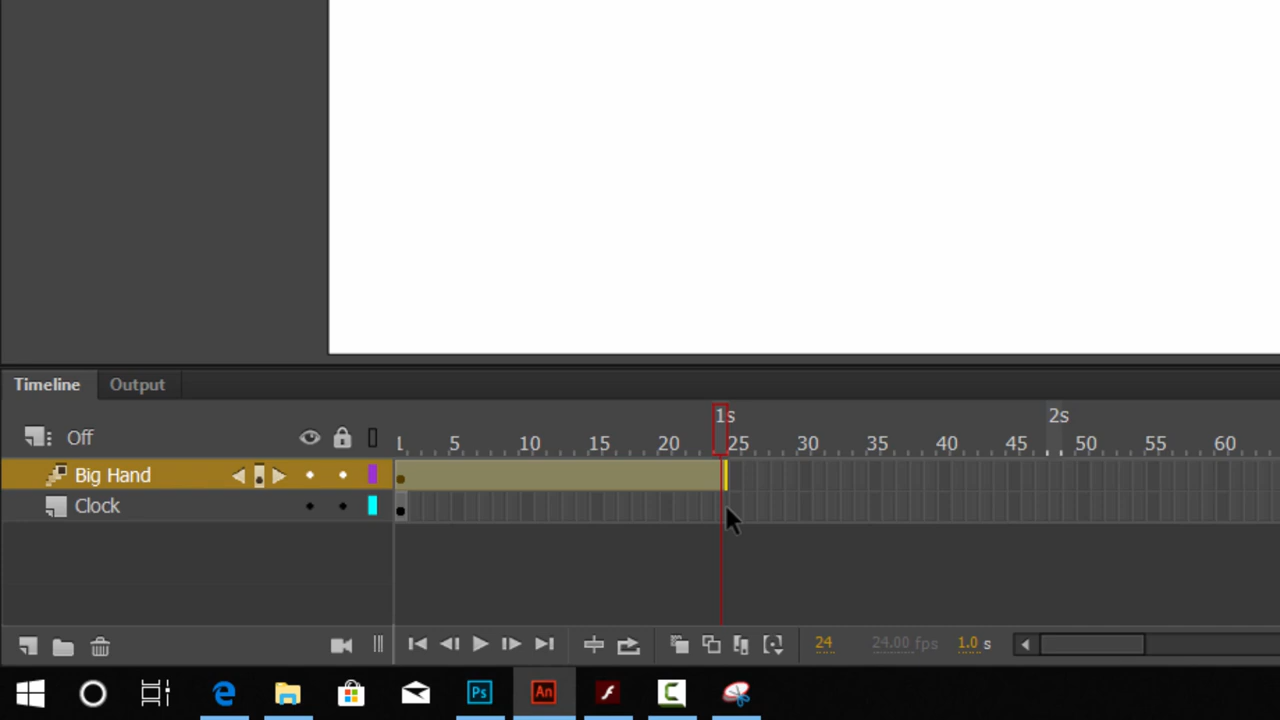 Timeline Output
1s 2s
Off
5 10 15 20 25 30 35 40 45 50 55 60
Big Hand
Clock
24 24.00 fps 1.0 s
Ps An